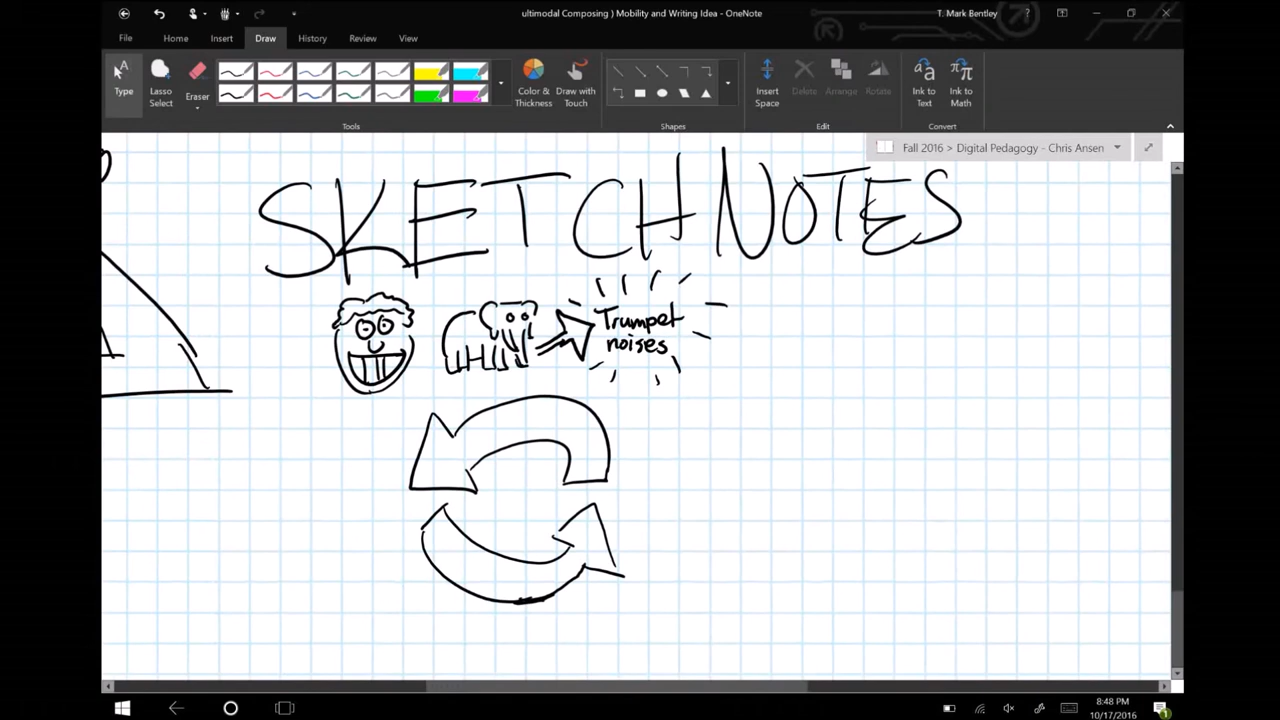 ultimodal Composing ) Mobility and Writing Idea - OneNote
T. Mark Bentley
?
File
Home
Insert
Draw
History
Review
View
Type
Lasso Select
Eraser
Color & Thickness
Draw with Touch
Insert Space
Delete
Arrange
Rotate
Ink to Text
Ink to Math
Tools
Shapes
Edit
Convert
Fall 2016 > Digital Pedagogy - Chris Ansen
SKETCHNOTES
Trumpet
noises
8:48 PM
10/17/2016